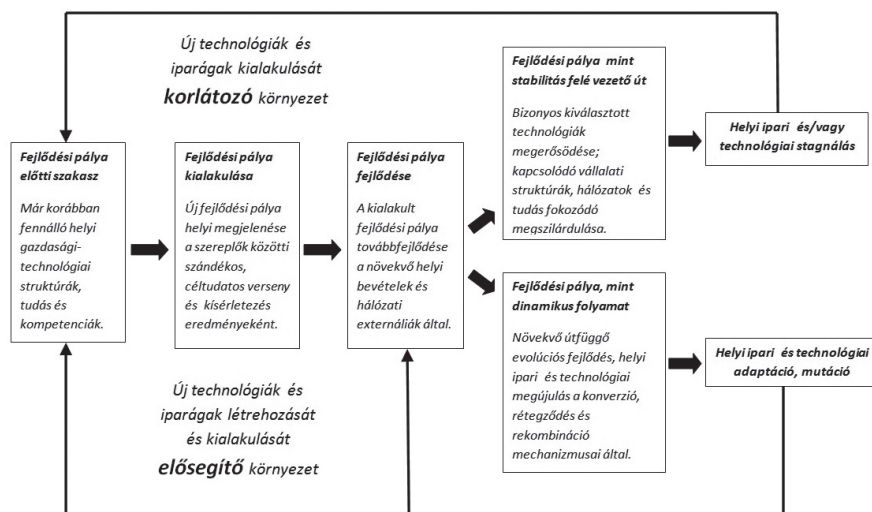 Új technológiák és
iparágak kialakulását
korlátozó környezet
Fejlődési pálya
előtti szakasz
Már korábban
fennálló helyi
gazdasági-
technológiai
struktúrák,
tudás és
kompetenciák.
Fejlődési pálya
kialakulása
Új fejlődési pálya
helyi megjelenése
a szereplők közötti
szándékos,
céltudatos verseny
és kísérletezés
eredményeként.
Fejlődési pálya
fejlődése
A kialakult
fejlődési pálya
továbbfejlődése
a növekvő helyi
bevételek és
hálózati
externáliák által.
Fejlődési pálya mint
stabilitás felé vezető út
Bizonyos kiválasztott
technológiák
megerősödése;
kapcsolódó vállalati
struktúrák, hálózatok és
tudás fokozódó
megszilárdulása.
Helyi ipari és/vagy
technológiai stagnálás
Fejlődési pálya, mint
dinamikus folyamat
Növekvő útfüggő
evolúciós fejlődés, helyi
ipari és technológiai
megújulás a konverzió,
rétegződés és
rekombináció
mechanizmusai által.
Helyi ipari és technológiai
adaptáció, mutáció
Új technológiák és
iparágak létrehozását
és kialakulását
elősegítő környezet